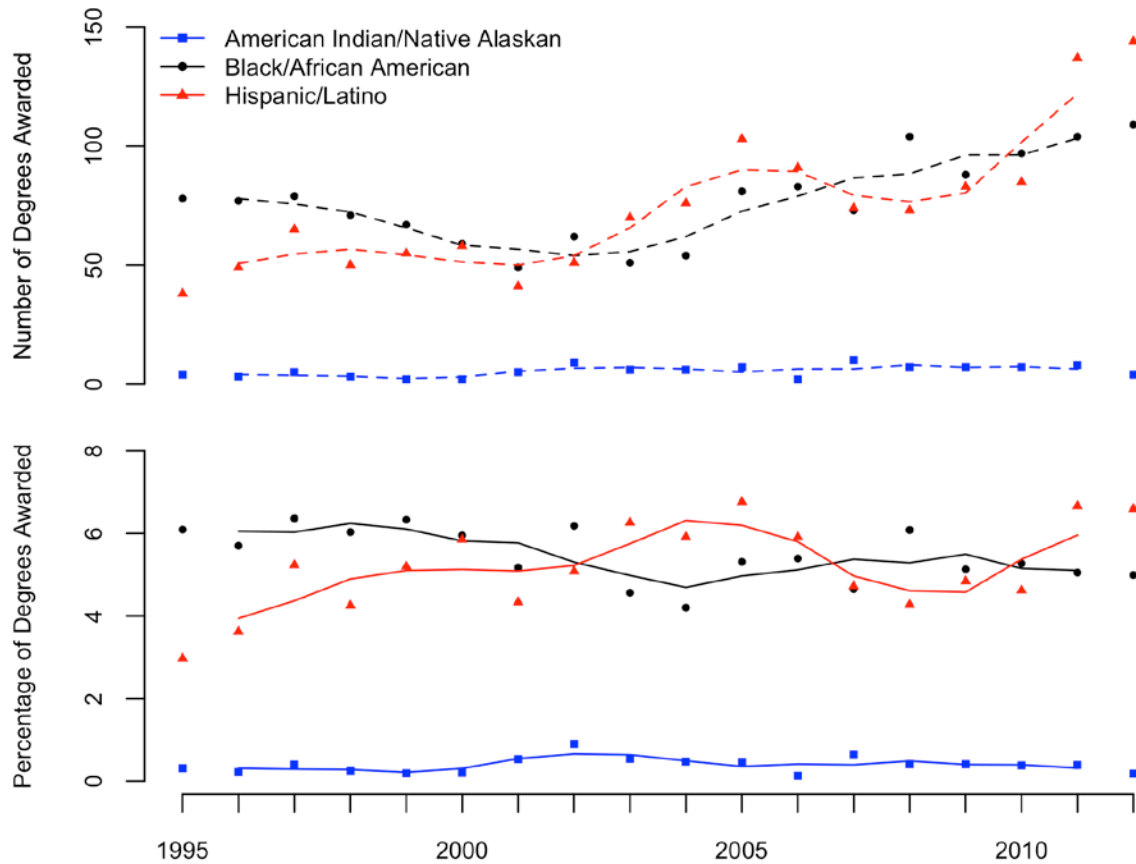 Number of Degrees Awarded
150
100
50
0
American Indian/Native Alaskan
Black/African American
Hispanic/Latino
Percentage of Degrees Awarded
8
6
4
2
0
1995 2000 2005 2010